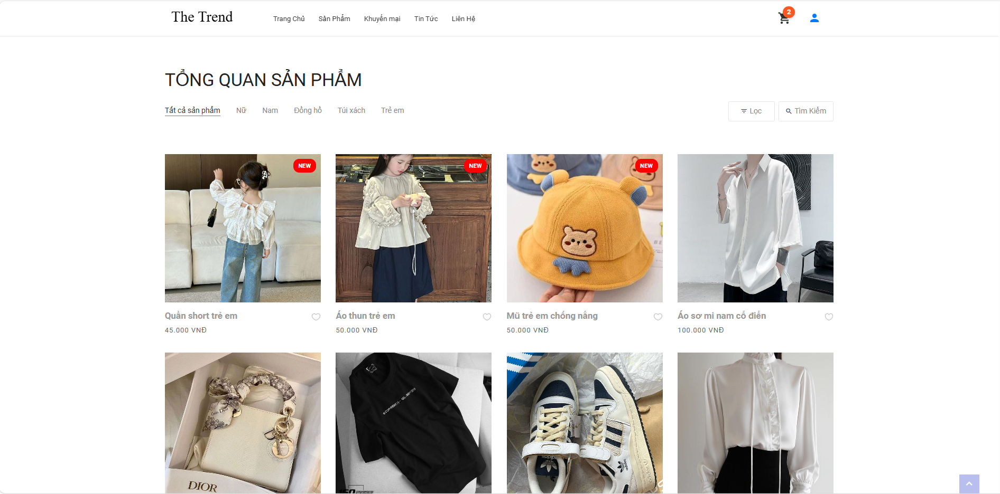 The Trend
Trang Chủ Sản Phẩm Khuyến mại Tin Tức Liên Hệ
2
TỔNG QUAN SẢN PHẨM
Tất cả sản phẩm Nữ Nam Đồng hồ Túi xách Trẻ em
Lọc Tìm Kiếm
NEW NEW NEW
Quần short trẻ em
45.000 VNĐ
Áo thun trẻ em
50.000 VNĐ
Mũ trẻ em chống nắng
50.000 VNĐ
Áo sơ mi nam cổ điển
100.000 VNĐ
DIOR
adidas